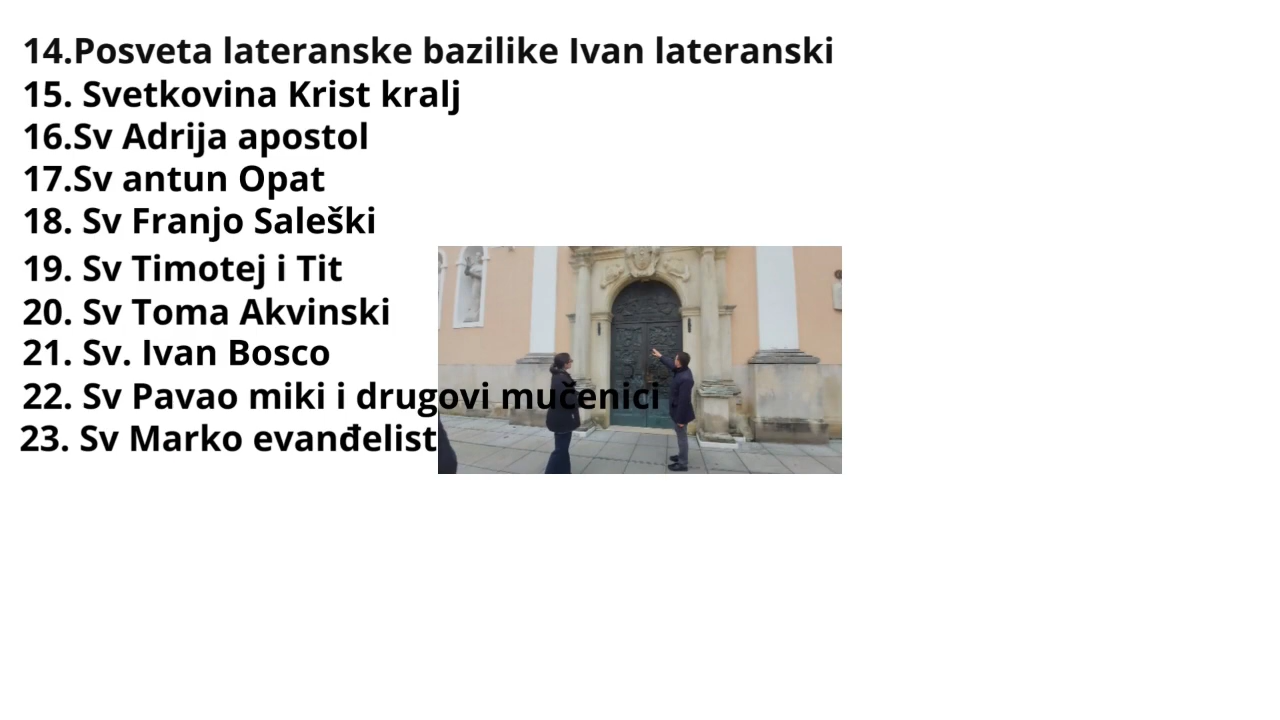 14.Posveta lateranske bazilike Ivan lateranski
15. Svetkovina Krist kralj
16.Sv Adrija apostol
17.Sv antun Opat
18. Sv Franjo Saleški
19. Sv Timotej i Tit
20. Sv Toma Akvinski
21. Sv. Ivan Bosco
22. Sv Pavao miki i drugovi mučenici
23. Sv Marko evanđelist